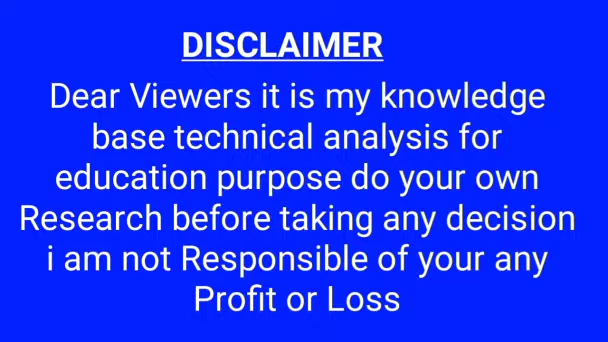 DISCLAIMER
Dear Viewers it is my knowledge
base technical analysis for
education purpose do your own
Research before taking any decision
i am not Responsible of your any
Profit or Loss